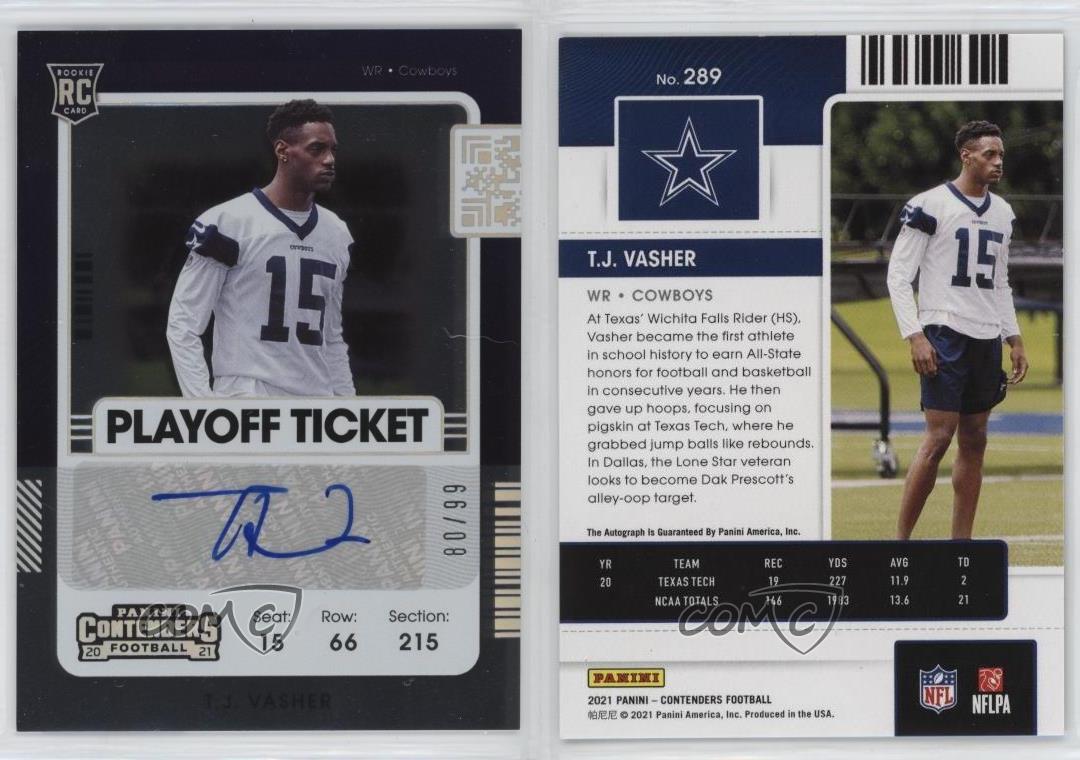 ROOKIE
RC
CARD
WR • Cowboys
COWBOYS
15
PLAYOFF TICKET
08/99
PANINI
CONTENDERS
20 FOOTBALL 21
Seat: Row: Section:
15 66 215
T.J. VASHER
COMC
No. 289
T.J. VASHER
WR • COWBOYS
At Texas' Wichita Falls Rider (HS),
Vasher became the first athlete
in school history to earn All-State
honors for football and basketball
in consecutive years. He then
gave up hoops, focusing on
pigskin at Texas Tech, where he
grabbed jump balls like rebounds.
In Dallas, the Lone Star veteran
looks to become Dak Prescott's
alley-oop target.
The Autograph is Guaranteed By Panini America, Inc.
15
YR TEAM REC YDS AVG TD
20 TEXAS TECH 19 227 11.9 2
NCAA TOTALS 146 1983 13.6 21
COMC
PANINI
2021 PANINI – CONTENDERS FOOTBALL
帕尼尼 © 2021 Panini America, Inc. Produced in the USA.
NFL
NFLPA